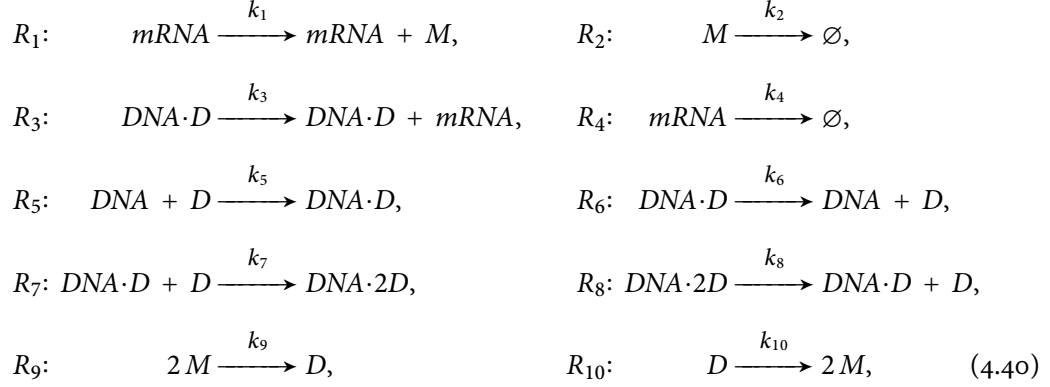 R₁: mRNA —k₁→ mRNA + M, R₂: M —k₂→ ∅,
R₃: DNA·D —k₃→ DNA·D + mRNA, R₄: mRNA —k₄→ ∅,
R₅: DNA + D —k₅→ DNA·D, R₆: DNA·D —k₆→ DNA + D,
R₇: DNA·D + D —k₇→ DNA·2D, R₈: DNA·2D —k₈→ DNA·D + D,
R₉: 2 M —k₉→ D, R₁₀: D —k₁₀→ 2 M, (4.40)